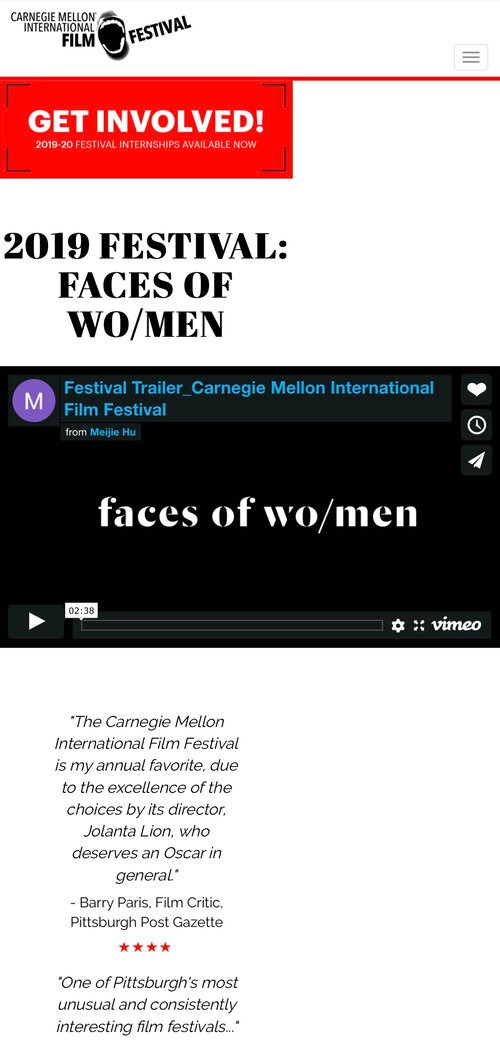 CARNEGIE MELLON
INTERNATIONAL
FILM FESTIVAL
GET INVOLVED!
2019-20 FESTIVAL INTERNSHIPS AVAILABLE NOW
2019 FESTIVAL:
FACES OF
WO/MEN
M
Festival Trailer_Carnegie Mellon International
Film Festival
from Meijie Hu
faces of wo/men
02:38
vimeo
"The Carnegie Mellon
International Film Festival
is my annual favorite, due
to the excellence of the
choices by its director,
Jolanta Lion, who
deserves an Oscar in
general."
- Barry Paris, Film Critic,
Pittsburgh Post Gazette
★★★★
"One of Pittsburgh's most
unusual and consistently
interesting film festivals..."